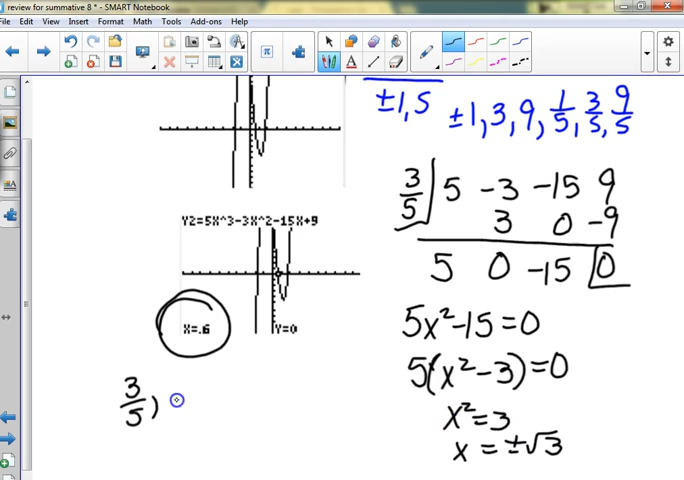 review for summative 8 * - SMART Notebook
File Edit View Insert Format Math Tools Add-ons Help
±1,5 ±1, 3, 9, 1/5, 3/5, 9/5
3/5 5 -3 -15 9
3 0 -9
5 0 -15 0
Y2=5X^3-3X^2-15X+9
X=.6 Y=0
5x²-15=0
5(x²-3)=0
x²=3
x=±√3
3/5,